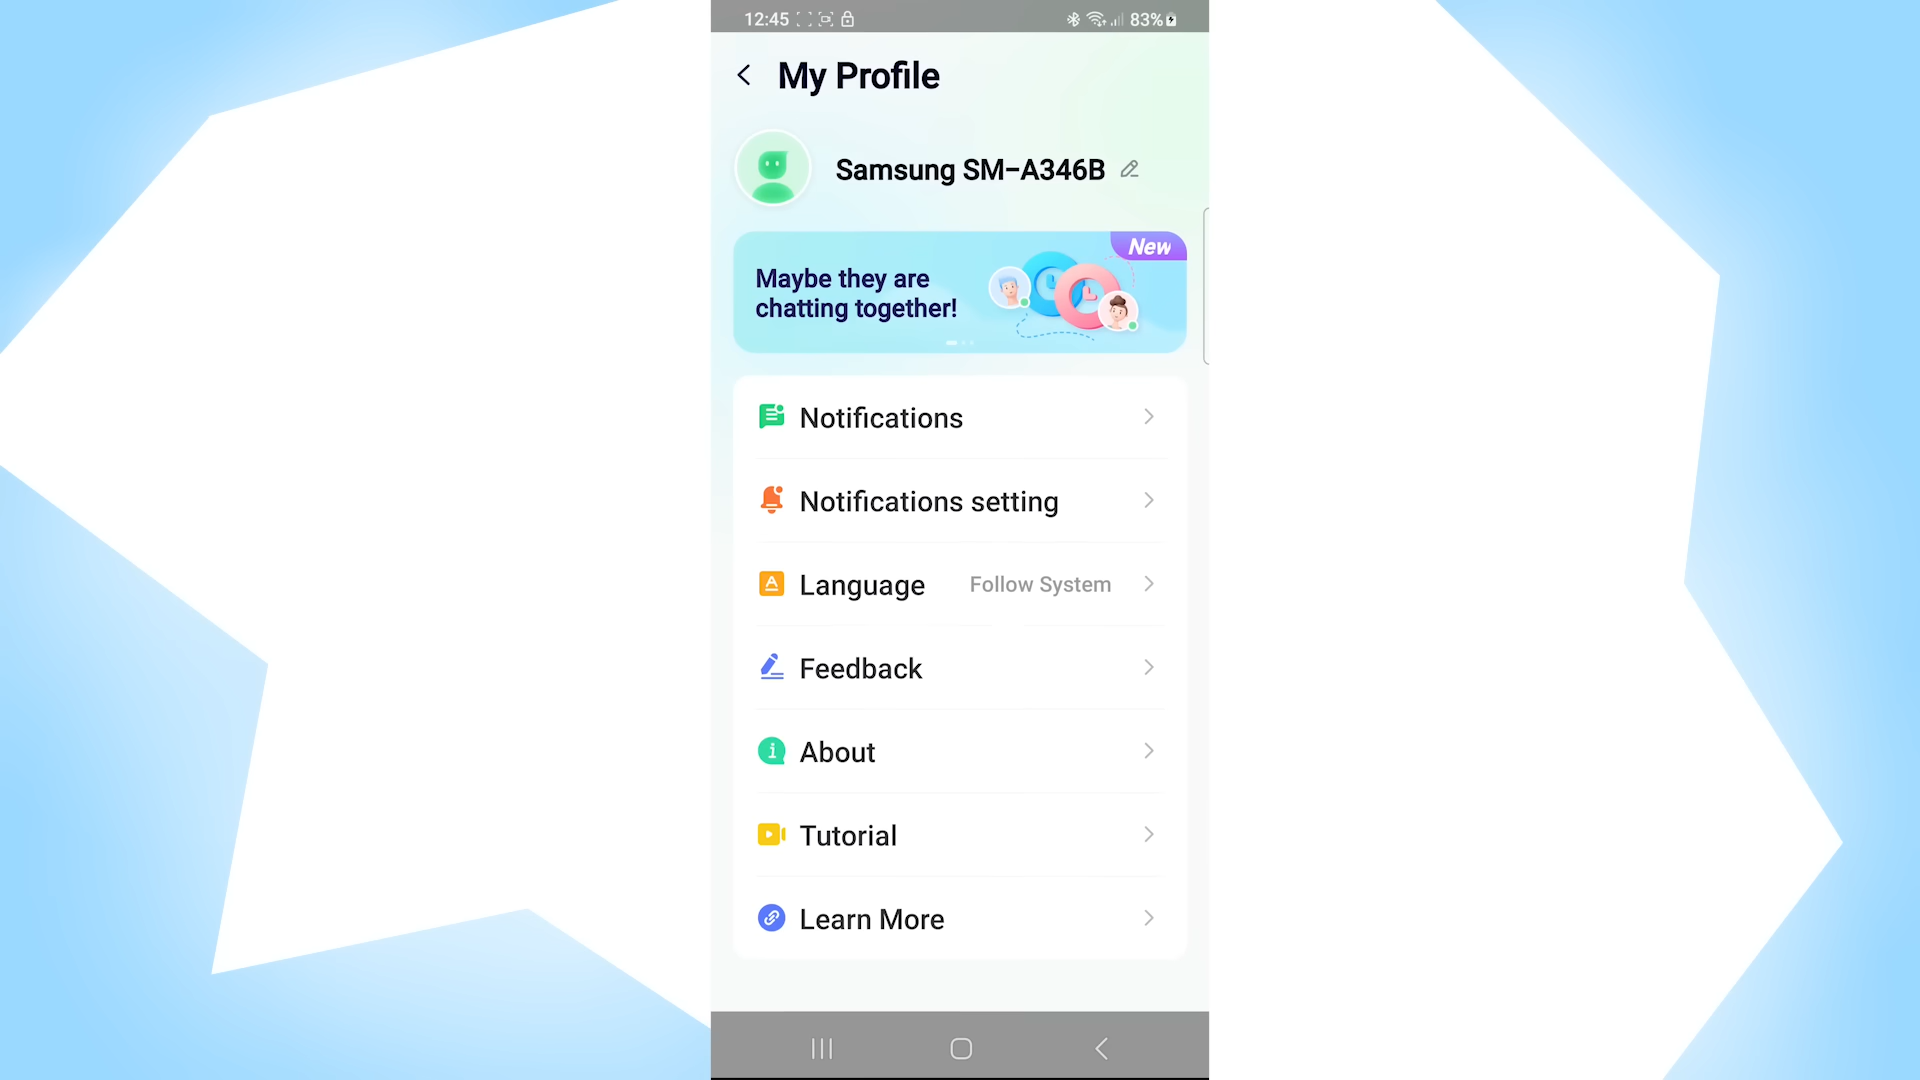 12:45
83%
My Profile
Samsung SM-A346B
New
Maybe they are
chatting together!
Notifications
Notifications setting
Language Follow System
Feedback
About
Tutorial
Learn More